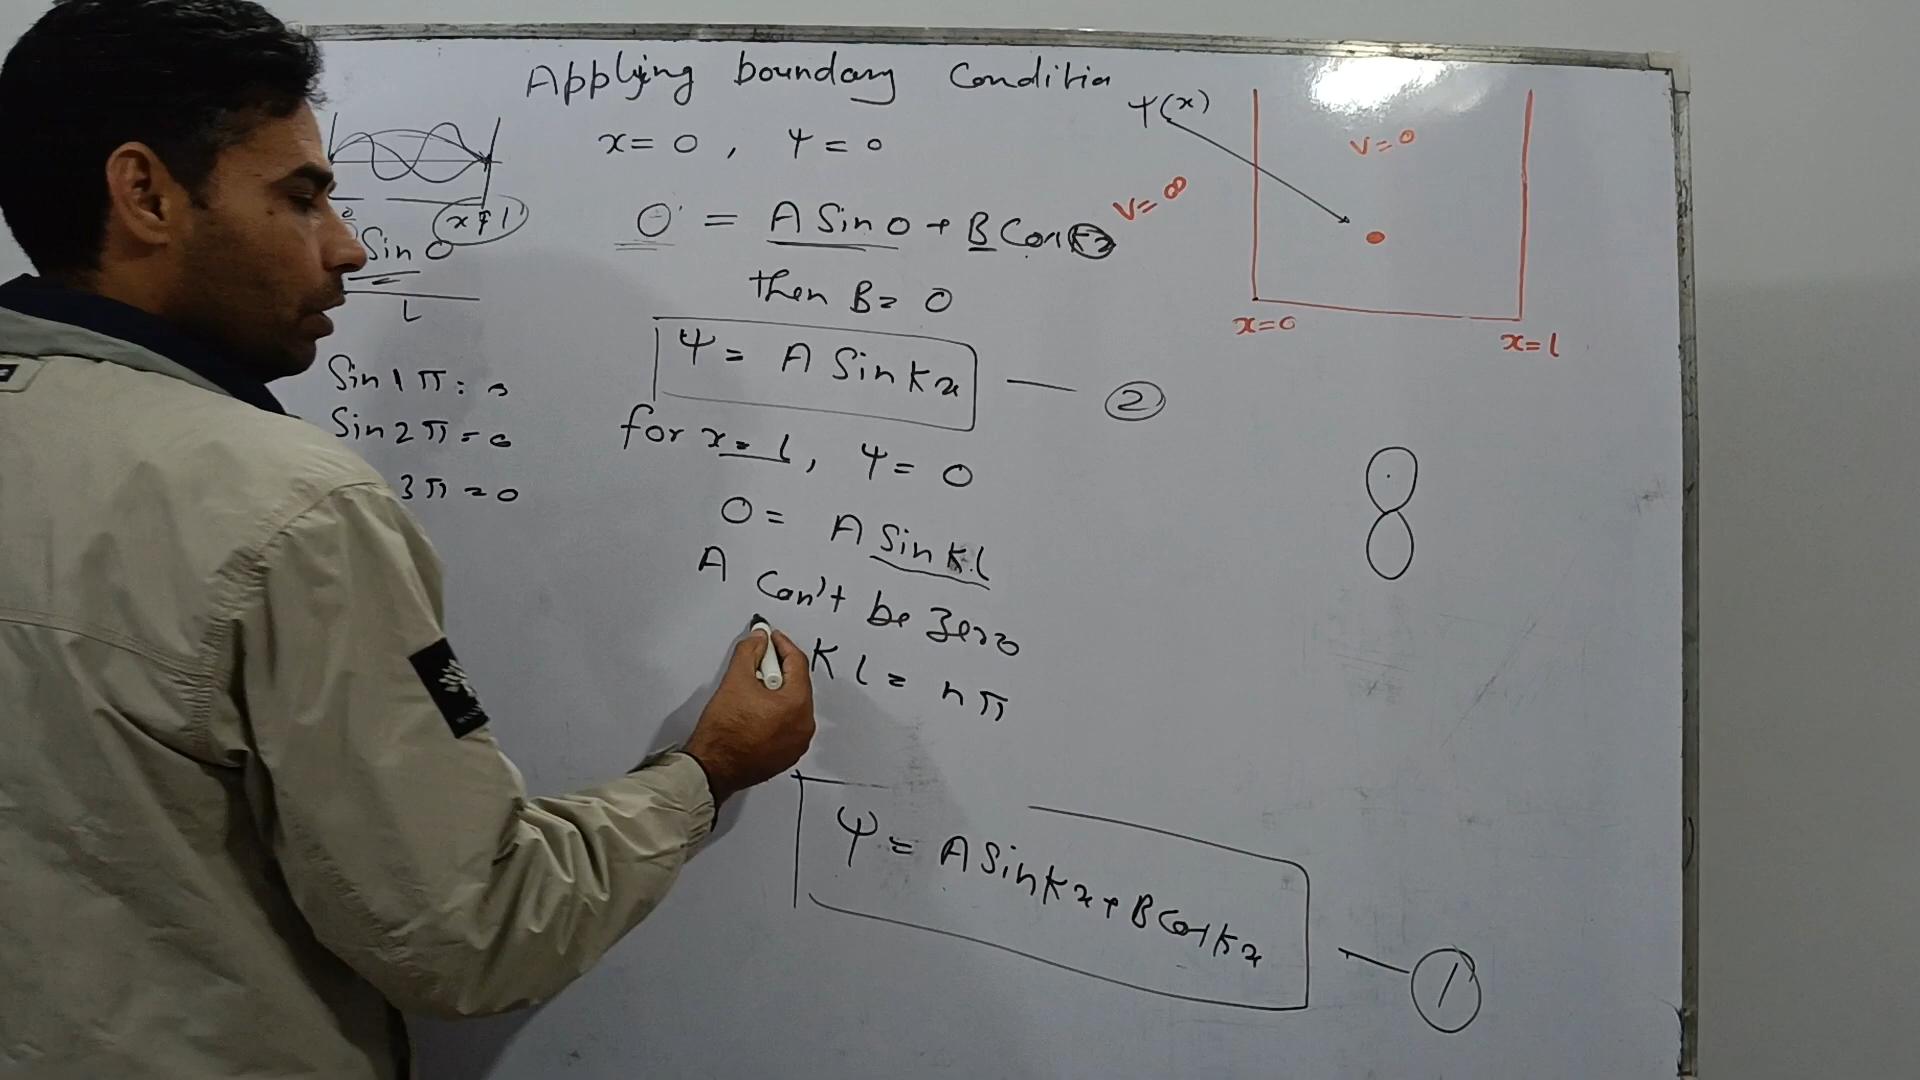 Applying boundary Condition
x = 0 , Ψ = 0
0 = A Sin 0 + B Cos
then B = 0
Ψ = A Sin Kx — 2
for x = l, Ψ = 0
0 = A Sin Kl
A Can't be Zero
Kl = nπ
Ψ = A Sin Kx + B Cos Kx — 1
Sin 0
L
Sin 1π = 0
Sin 2π = 0
3π = 0
Ψ(x)
V = 0
V = ∞
x = 0
x = l